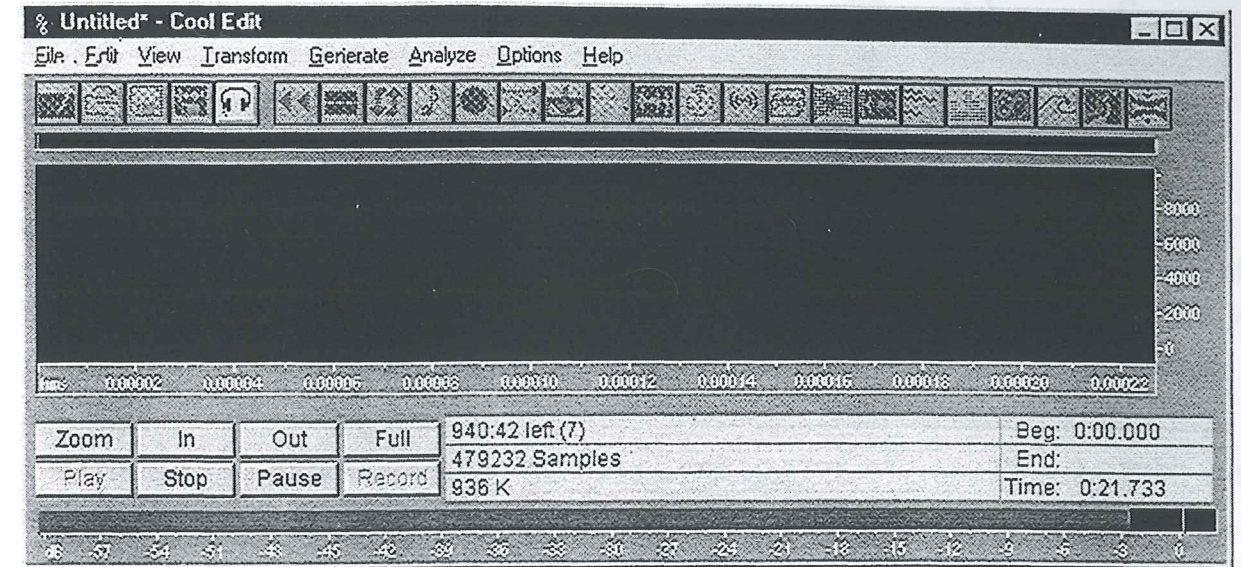 Untitled* - Cool Edit
File Edit View Transform Generate Analyze Options Help
8000
6000
4000
2000
0
hms 0.00002 0.00004 0.00006 0.00008 0.00010 0.00012 0.00014 0.00016 0.00018 0.00020 0.00022
Zoom In Out Full 940:42 left (7) Beg: 0:00.000
479232 Samples End:
Play Stop Pause Record 936 K Time: 0:21.733
dB -57 -54 -51 -48 -45 -42 -39 -36 -33 -30 -27 -24 -21 -18 -15 -12 -9 -6 -3 0